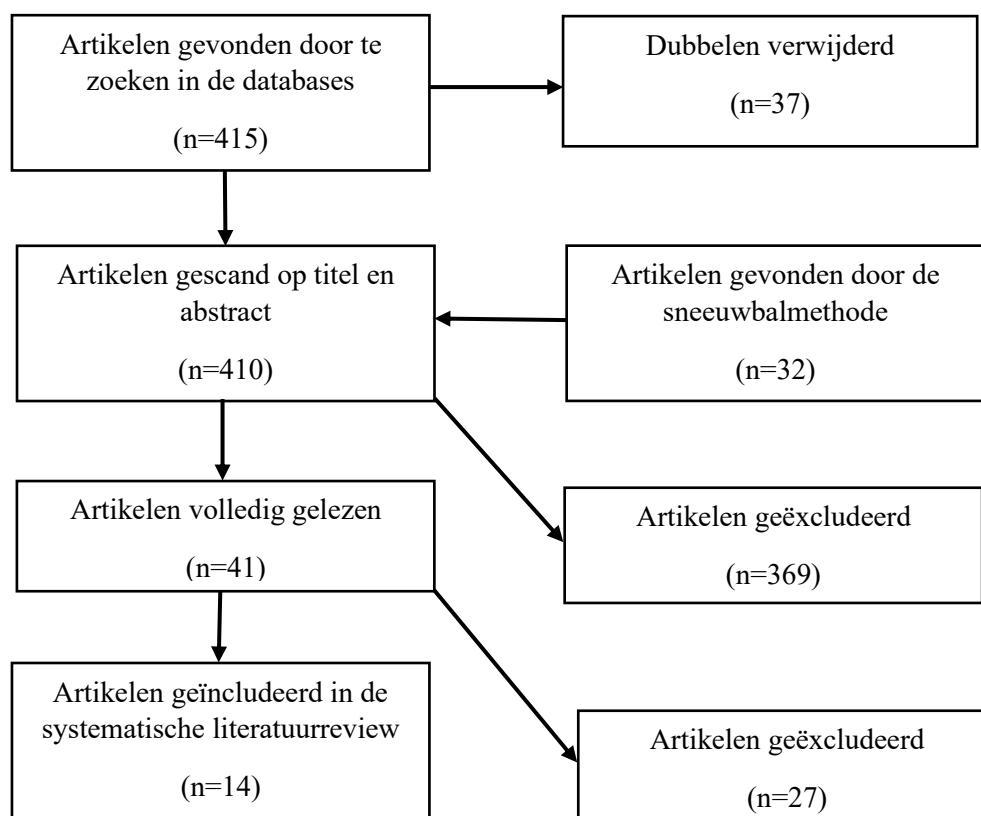 Artikelen gevonden door te
zoeken in de databases
(n=415)
Dubbelen verwijderd
(n=37)
Artikelen gescand op titel en
abstract
(n=410)
Artikelen gevonden door de
sneeuwbalmethode
(n=32)
Artikelen volledig gelezen
(n=41)
Artikelen geëxcludeerd
(n=369)
Artikelen geïncludeerd in de
systematische literatuurreview
(n=14)
Artikelen geëxcludeerd
(n=27)